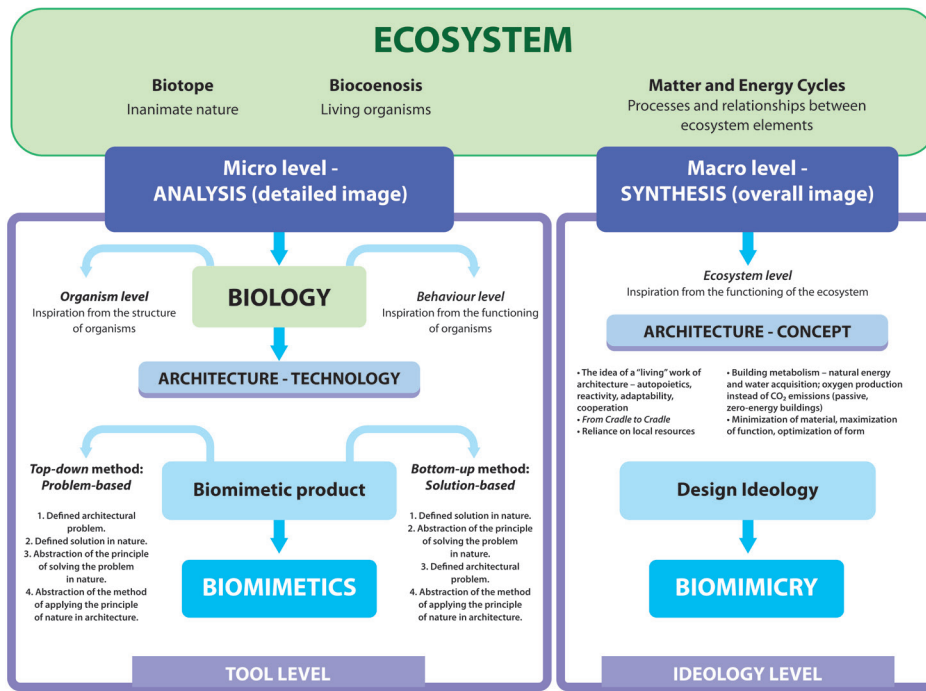 ECOSYSTEM
Biotope
Inanimate nature
Biocoenosis
Living organisms
Matter and Energy Cycles
Processes and relationships between
ecosystem elements
Micro level -
ANALYSIS (detailed image)
Organism level
Inspiration from the structure
of organisms
BIOLOGY
Behaviour level
Inspiration from the functioning
of organisms
ARCHITECTURE - TECHNOLOGY
Top-down method:
Problem-based
1. Defined architectural
problem.
2. Defined solution in nature.
3. Abstraction of the principle
of solving the problem
in nature.
4. Abstraction of the method
of applying the principle
of nature in architecture.
Biomimetic product
BIOMIMETICS
Bottom-up method:
Solution-based
1. Defined solution in nature.
2. Abstraction of the principle
of solving the problem
in nature.
3. Defined architectural
problem.
4. Abstraction of the method
of applying the principle
of nature in architecture.
TOOL LEVEL
Macro level -
SYNTHESIS (overall image)
Ecosystem level
Inspiration from the functioning of the ecosystem
ARCHITECTURE - CONCEPT
• The idea of a "living" work of
architecture – autopoietics,
reactivity, adaptability,
cooperation
• From Cradle to Cradle
• Reliance on local resources
• Building metabolism – natural energy
and water acquisition; oxygen production
instead of CO₂ emissions (passive,
zero-energy buildings)
• Minimization of material, maximization
of function, optimization of form
Design Ideology
BIOMIMICRY
IDEOLOGY LEVEL